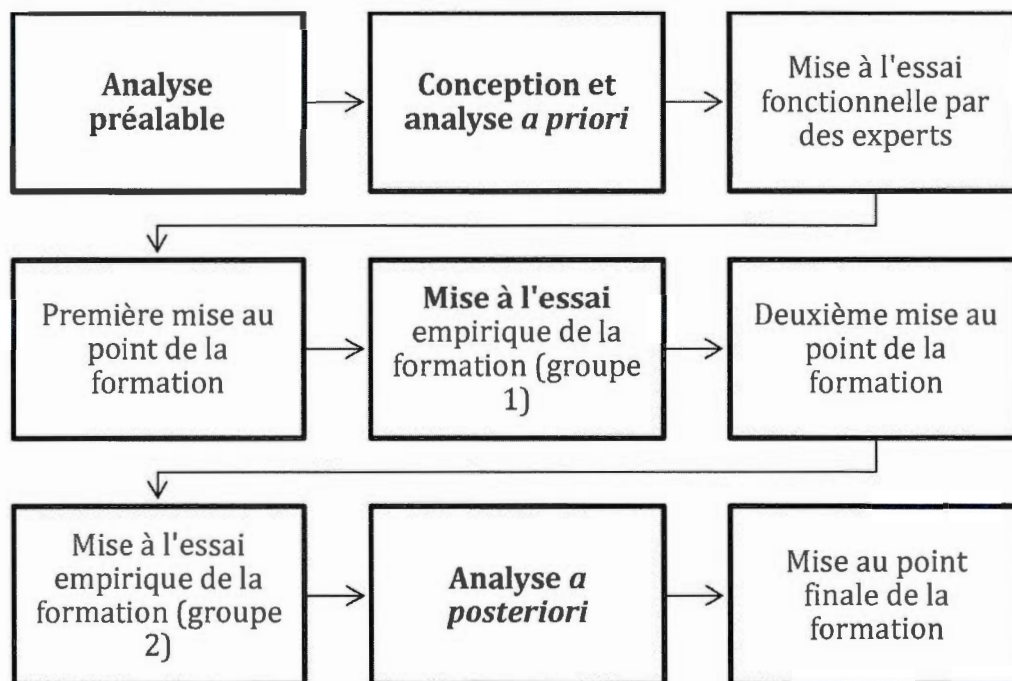 Analyse
préalable
Conception et
analyse a priori
Mise à l'essai
fonctionnelle par
des experts
Première mise au
point de la
formation
Mise à l'essai
empirique de la
formation (groupe
1)
Deuxième mise au
point de la
formation
Mise à l'essai
empirique de la
formation (groupe
2)
Analyse a
posteriori
Mise au point
finale de la
formation